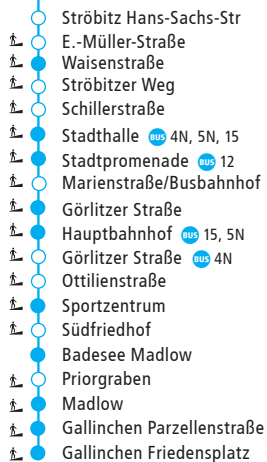 Ströbitz Hans-Sachs-Str
E.-Müller-Straße
Waisenstraße
Ströbitzer Weg
Schillerstraße
Stadthalle BUS 4N, 5N, 15
Stadtpromenade BUS 12
Marienstraße/Busbahnhof
Görlitzer Straße
Hauptbahnhof BUS 15, 5N
Görlitzer Straße BUS 4N
Ottilienstraße
Sportzentrum
Südfriedhof
Badesee Madlow
Priorgraben
Madlow
Gallinchen Parzellenstraße
Gallinchen Friedensplatz